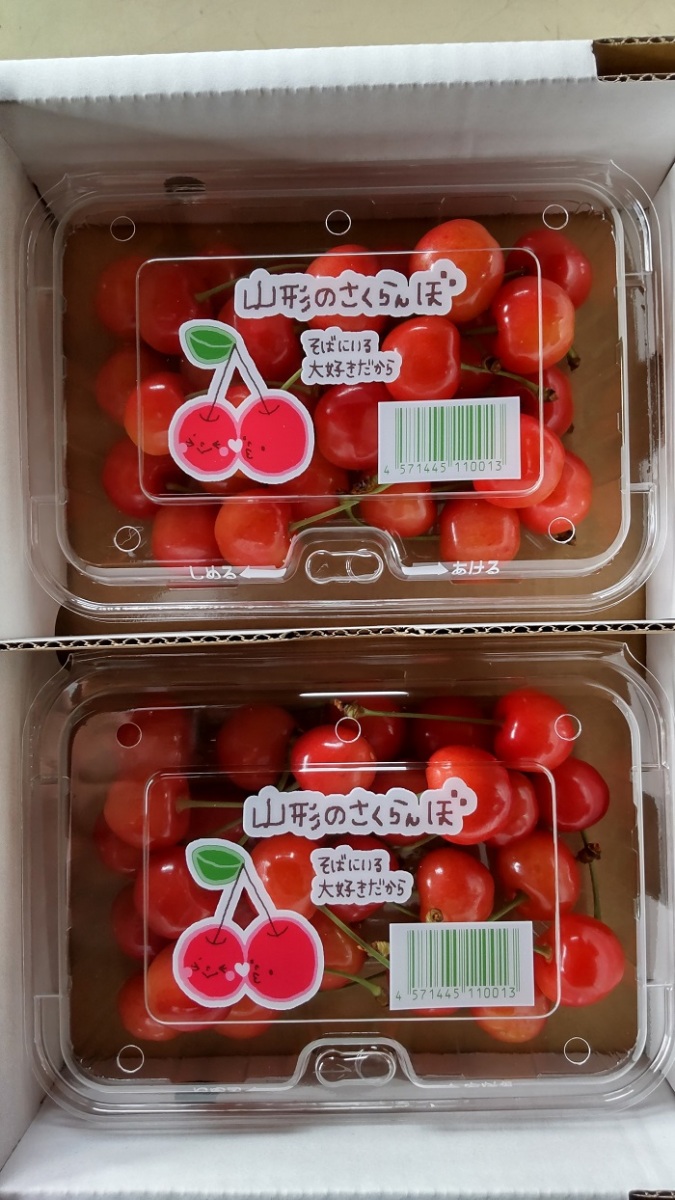 山形のさくらんぼ
そばにいる
大好きだから
4 571445 110013
しめる
あける
山形のさくらんぼ
そばにいる
大好きだから
4 571445 110013